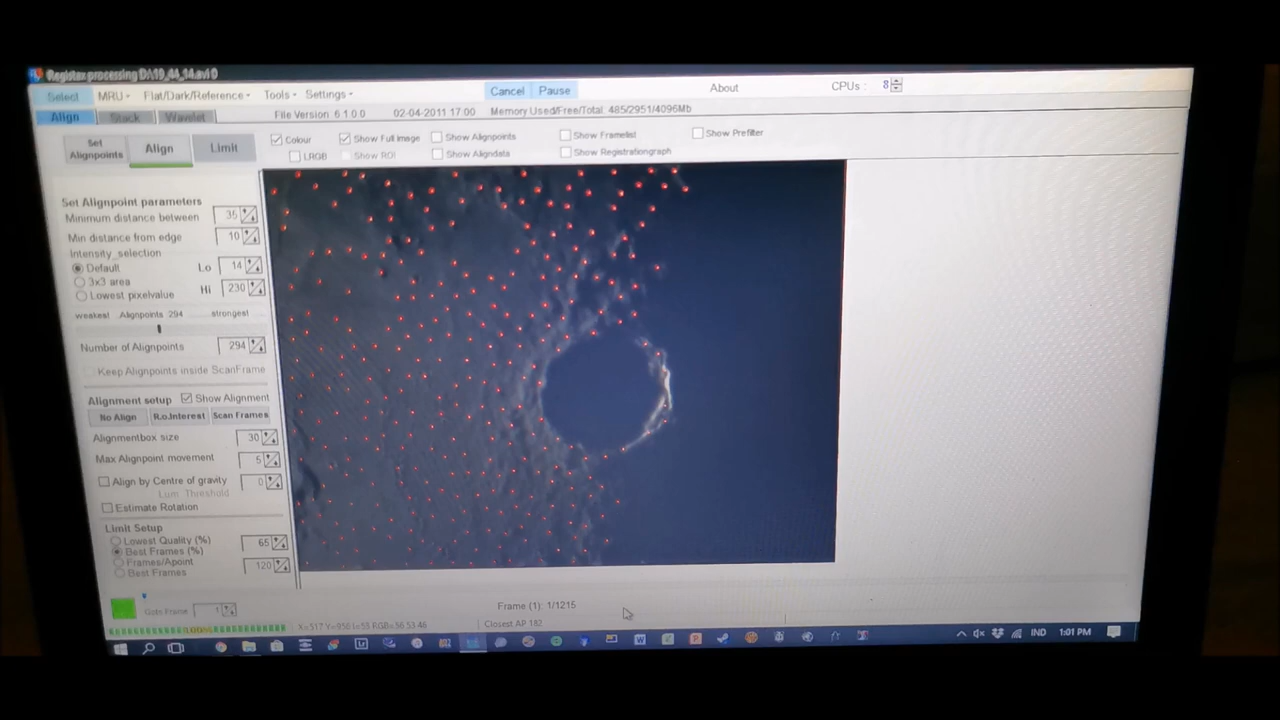 Registax processing D:\19_44_14.avi 0
Select MRU Flat/Dark/Reference Tools Settings Cancel Pause About CPUs : 8
Align Stack Wavelet File Version: 6.1.0.0 02-04-2011 17:00 Memory Used/Free/Total: 485/2951/4096Mb
Set Alignpoints Align Limit
Colour Show Full image Show Alignpoints Show Framelist Show Prefilter
LRGB Show ROI Show Aligndata Show Registrationgraph
Set Alignpoint parameters
Minimum distance between 35
Min distance from edge 10
Intensity_selection
Default Lo 14
3x3 area
Hi 230
Lowest pixelvalue
weakest Alignpoints 294 strongest
Number of Alignpoints 294
Keep Alignpoints inside ScanFrame
Alignment setup Show Alignment
No Align R.o.Interest Scan Frames
Alignmentbox size 30
Max Alignpoint movement 5
Align by Centre of gravity 0
Lum Threshold
Estimate Rotation
Limit Setup
Lowest Quality (%) 65
Best Frames (%)
Frames/Apoint 120
Best Frames
Goto Frame 1 Frame (1): 1/1215
100% Closest AP 182
IND 1:01 PM